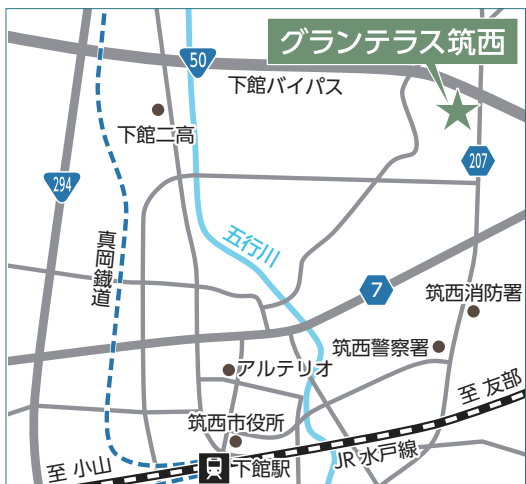 グランテラス筑西
50
下館バイパス
下館二高
207
294
真岡鐵道
五行川
7
筑西消防署
筑西警察署
アルテリオ
至 友部
筑西市役所
至 小山
下館駅
JR 水戸線